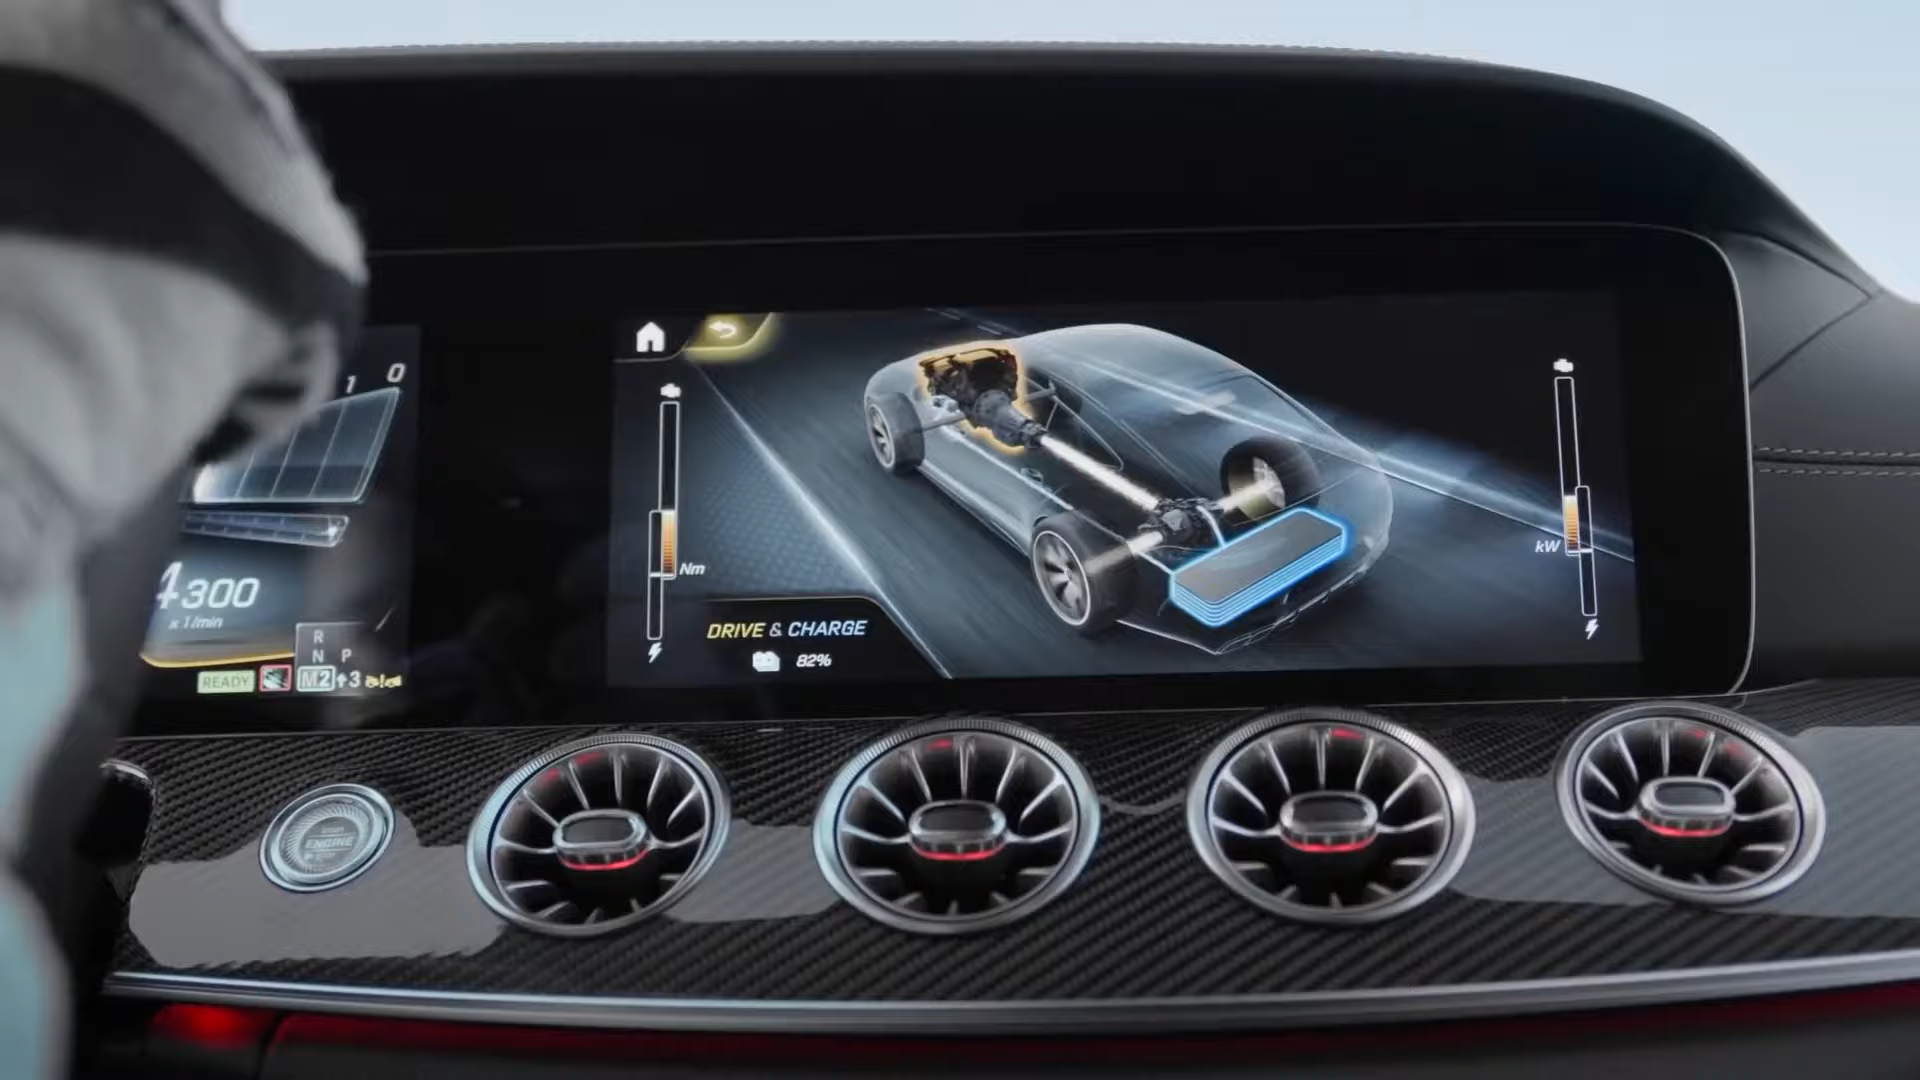 1 0
4300
x 1/min
R
N P
READY M2 3
Nm
kW
DRIVE & CHARGE
82%
ENGINE